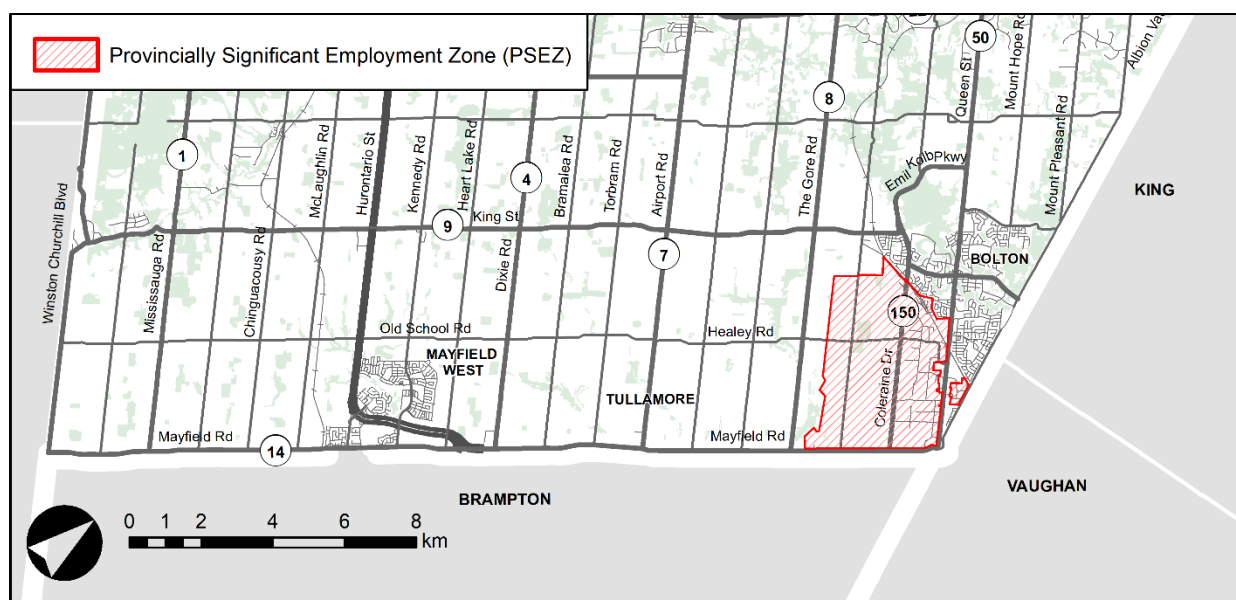 Provincially Significant Employment Zone (PSEZ)
50
Queen St
Mount Hope Rd
8
1
Winston Churchill Blvd
Mississauga Rd
Chinguacousy Rd
McLaughlin Rd
Hurontario St
Kennedy Rd
Heart Lake Rd
4
Dixie Rd
Bramalea Rd
Torbram Rd
Airport Rd
The Gore Rd
Emil KolbPkwy
Mount Pleasant Rd
KING
9
King St
7
BOLTON
150
Old School Rd
Healey Rd
MAYFIELD
WEST
Coleraine Dr
TULLAMORE
Mayfield Rd
Mayfield Rd
14
BRAMPTON
VAUGHAN
0 1 2 4 6 8
km